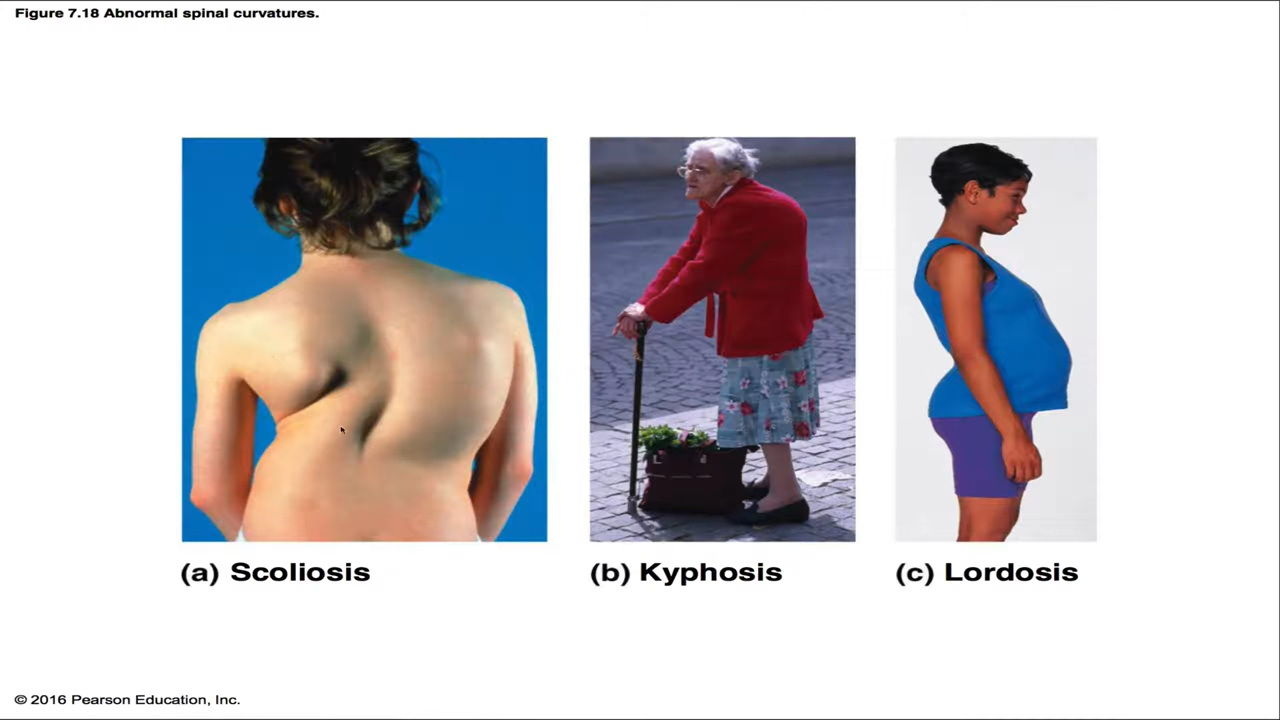 Figure 7.18 Abnormal spinal curvatures.
(a) Scoliosis
(b) Kyphosis
(c) Lordosis
© 2016 Pearson Education, Inc.